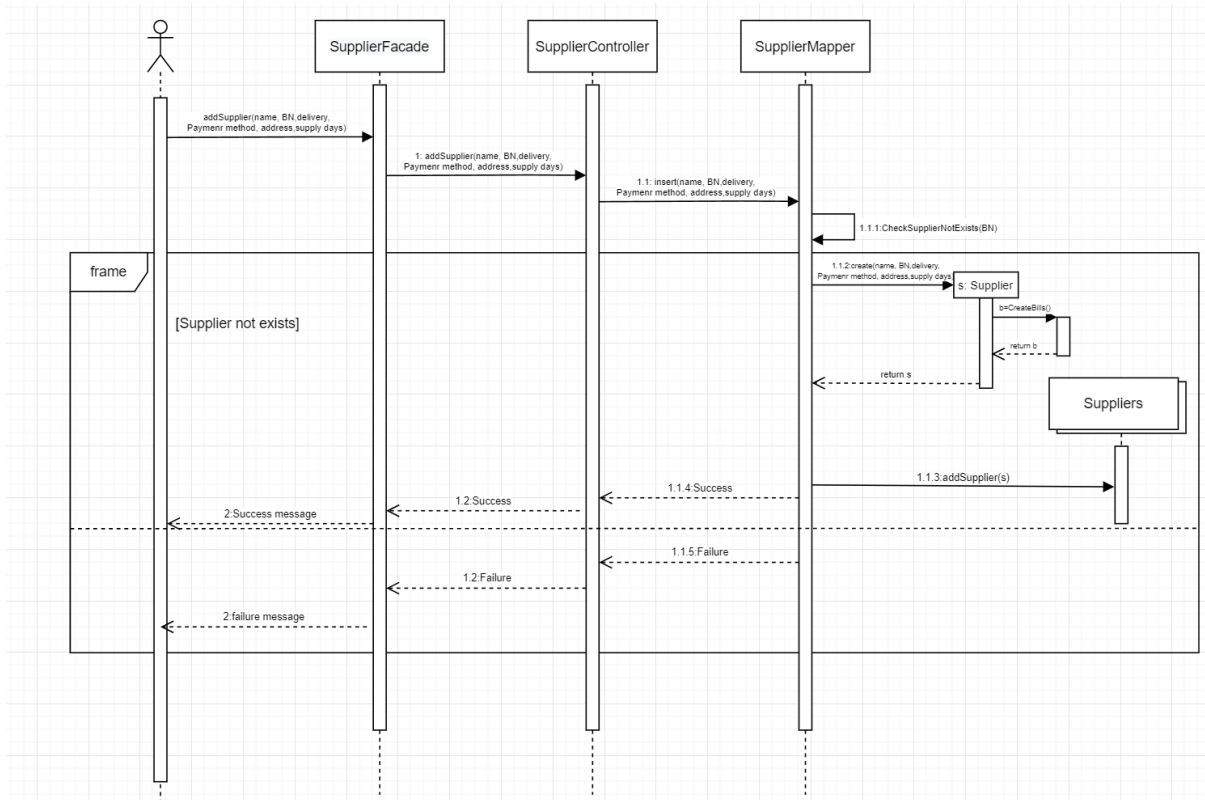 SupplierFacade
SupplierController
SupplierMapper
addSupplier(name, BN,delivery,
Paymenr method, address,supply days)
1: addSupplier(name, BN,delivery,
Paymenr method, address,supply days)
1.1: insert(name, BN,delivery,
Paymenr method, address,supply days)
1.1.1:CheckSupplierNotExists(BN)
frame
1.1.2:create(name, BN,delivery,
Paymenr method, address,supply days)
s: Supplier
[Supplier not exists]
b=CreateBills()
return b
return s
Suppliers
1.1.3:addSupplier(s)
1.1.4:Success
1.2:Success
2:Success message
1.1.5:Failure
1.2:Failure
2:failure message